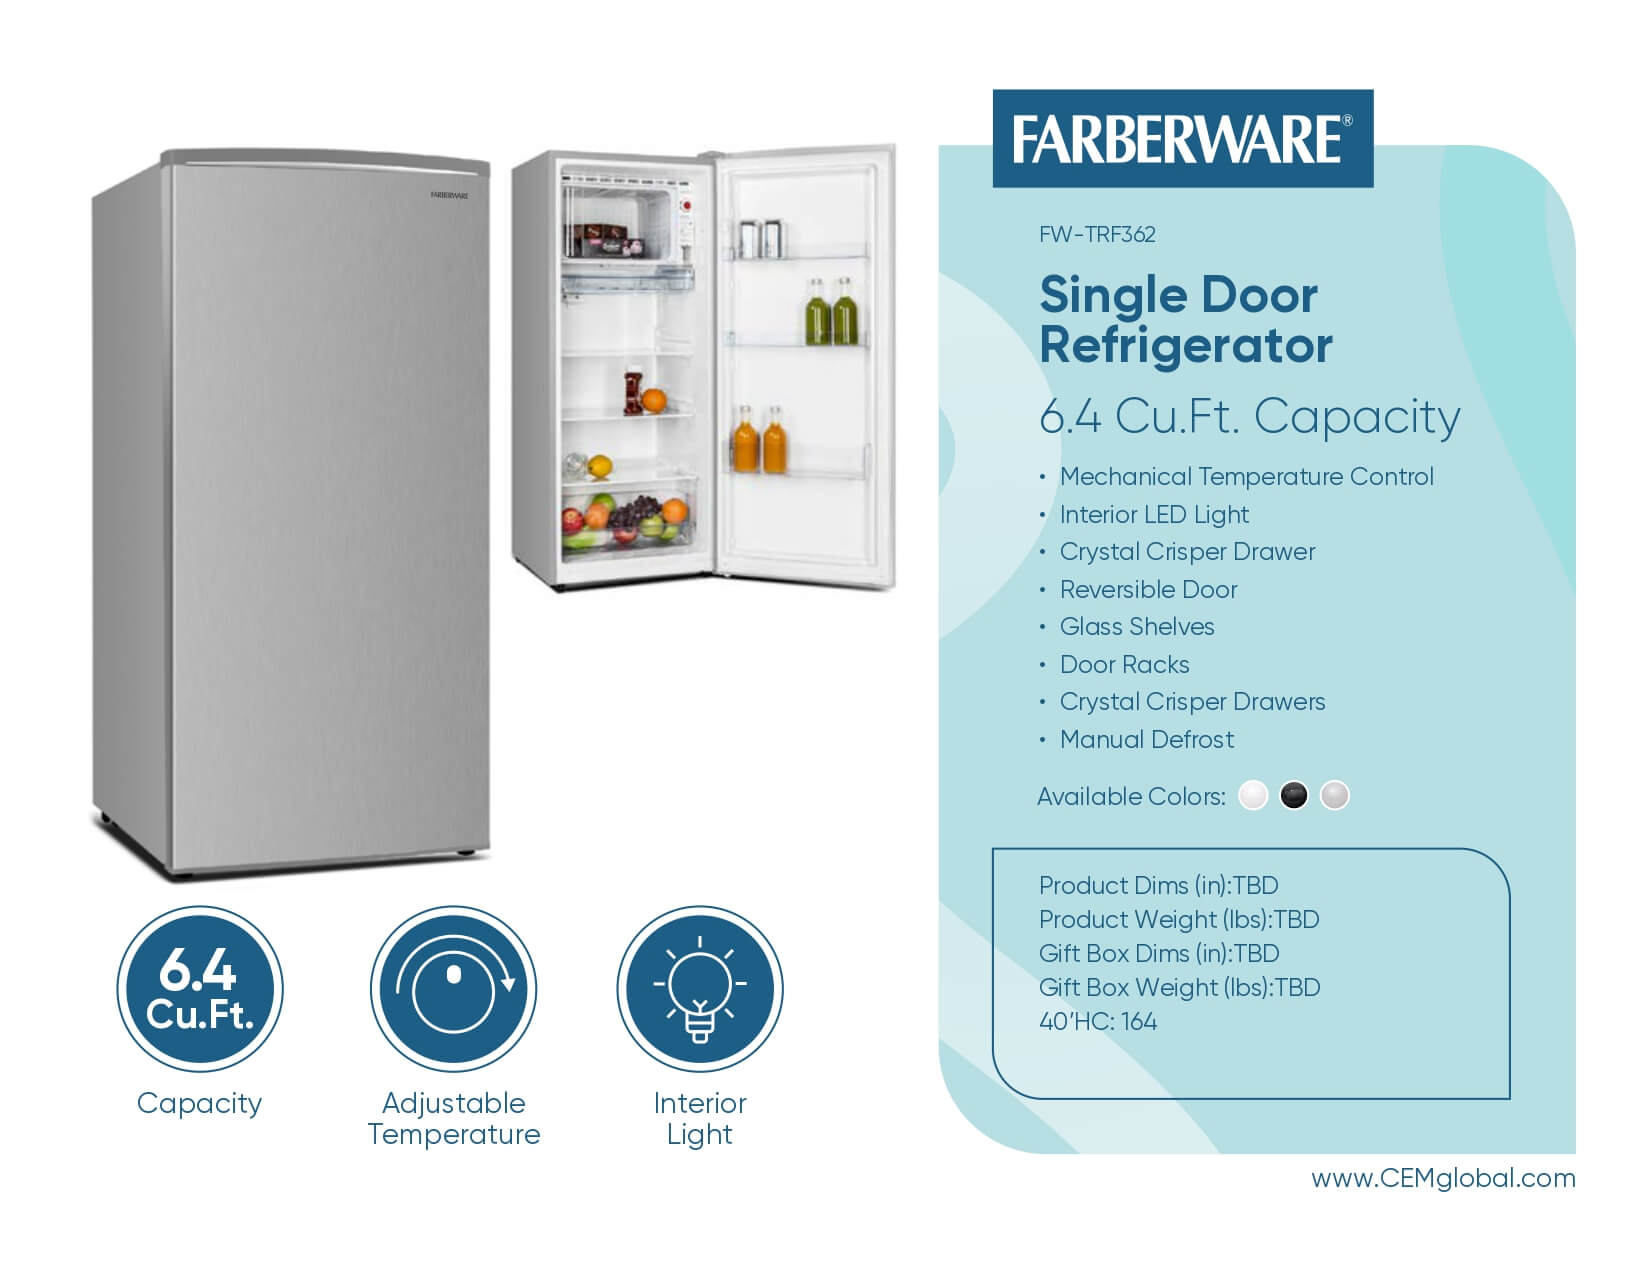 FARBERWARE
FARBERWARE®
FW-TRF362
Single Door
Refrigerator
6.4 Cu.Ft. Capacity
• Mechanical Temperature Control
• Interior LED Light
• Crystal Crisper Drawer
• Reversible Door
• Glass Shelves
• Door Racks
• Crystal Crisper Drawers
• Manual Defrost
Available Colors:
Product Dims (in):TBD
Product Weight (lbs):TBD
Gift Box Dims (in):TBD
Gift Box Weight (lbs):TBD
40’HC: 164
6.4
Cu.Ft.
Capacity
Adjustable
Temperature
Interior
Light
www.CEMglobal.com